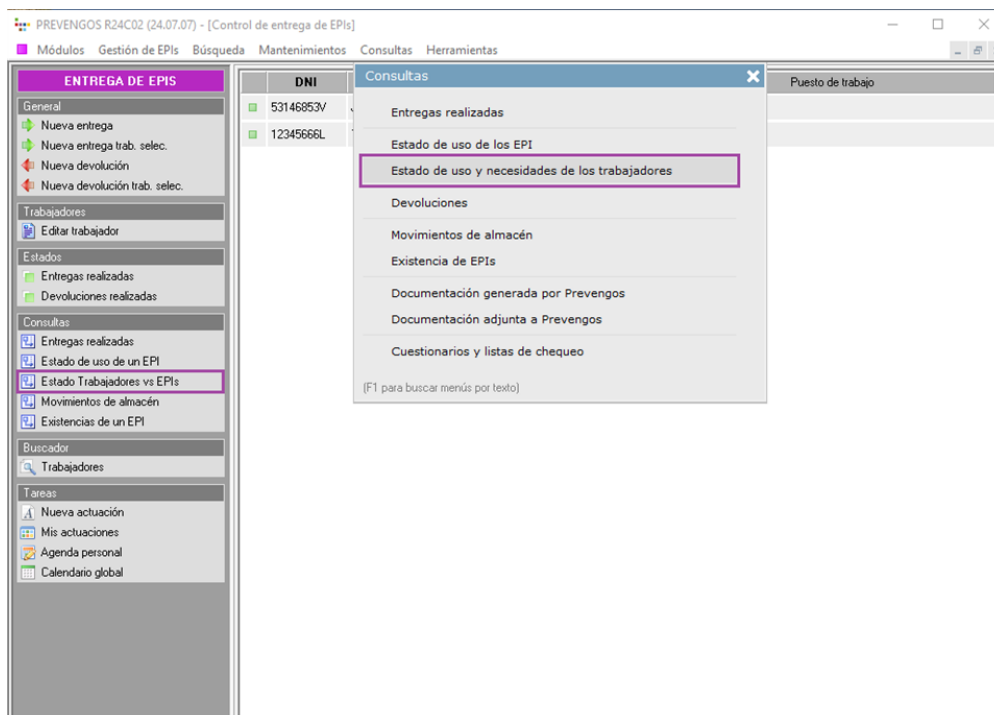 PREVENGOS R24C02 (24.07.07) - [Control de entrega de EPIs]
Módulos Gestión de EPIs Búsqueda Mantenimientos Consultas Herramientas
ENTREGA DE EPIS
General
Nueva entrega
Nueva entrega trab. selec.
Nueva devolución
Nueva devolución trab. selec.
Trabajadores
Editar trabajador
Estados
Entregas realizadas
Devoluciones realizadas
Consultas
Entregas realizadas
Estado de uso de un EPI
Estado Trabajadores vs EPIs
Movimientos de almacén
Existencias de un EPI
Buscador
Trabajadores
Tareas
Nueva actuación
Mis actuaciones
Agenda personal
Calendario global
DNI
Puesto de trabajo
53146853V
12345666L
Consultas
Entregas realizadas
Estado de uso de los EPI
Estado de uso y necesidades de los trabajadores
Devoluciones
Movimientos de almacén
Existencia de EPIs
Documentación generada por Prevengos
Documentación adjunta a Prevengos
Cuestionarios y listas de chequeo
(F1 para buscar menús por texto)